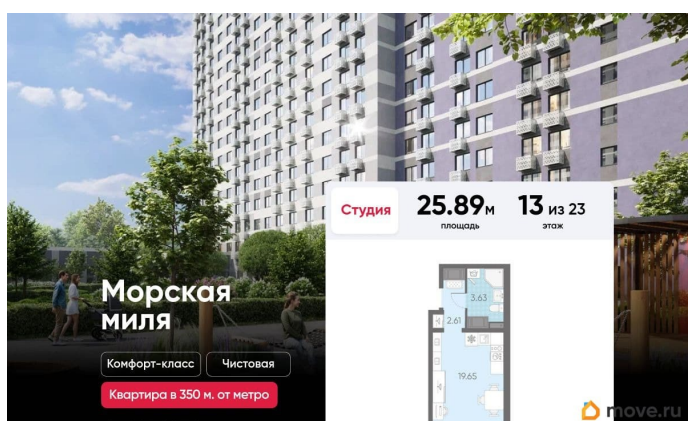 Студия
25.89м
площадь
13 из 23
этаж
Морская
миля
3.63
2.61
19.65
Комфорт-класс
Чистовая
Квартира в 350 м. от метро
move.ru